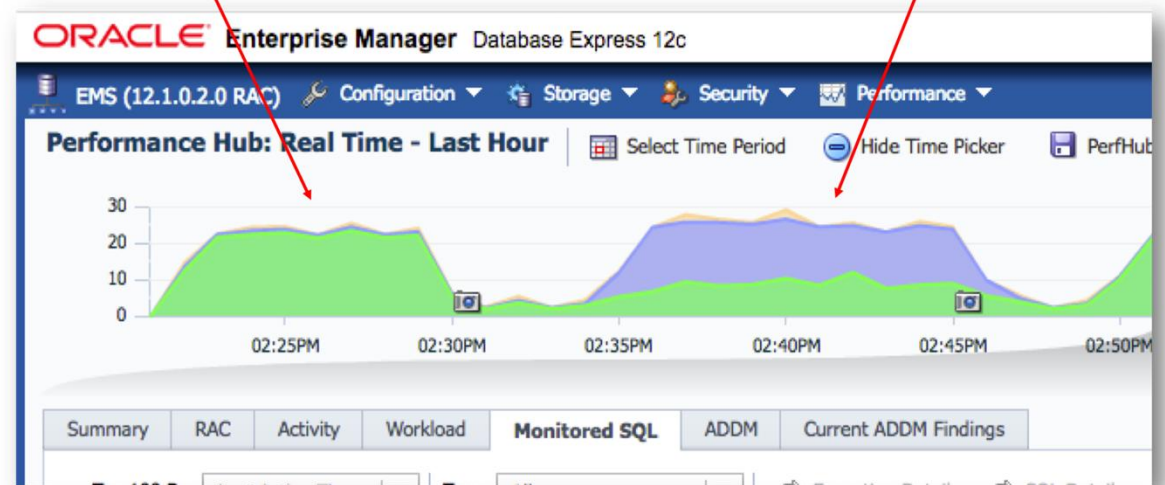 ORACLE Enterprise Manager Database Express 12c
EMS (12.1.0.2.0 RAC) Configuration Storage Security Performance
Performance Hub: Real Time - Last Hour Select Time Period Hide Time Picker PerfHub
30
20
10
0
02:25PM 02:30PM 02:35PM 02:40PM 02:45PM 02:50PM
Summary RAC Activity Workload Monitored SQL ADDM Current ADDM Findings